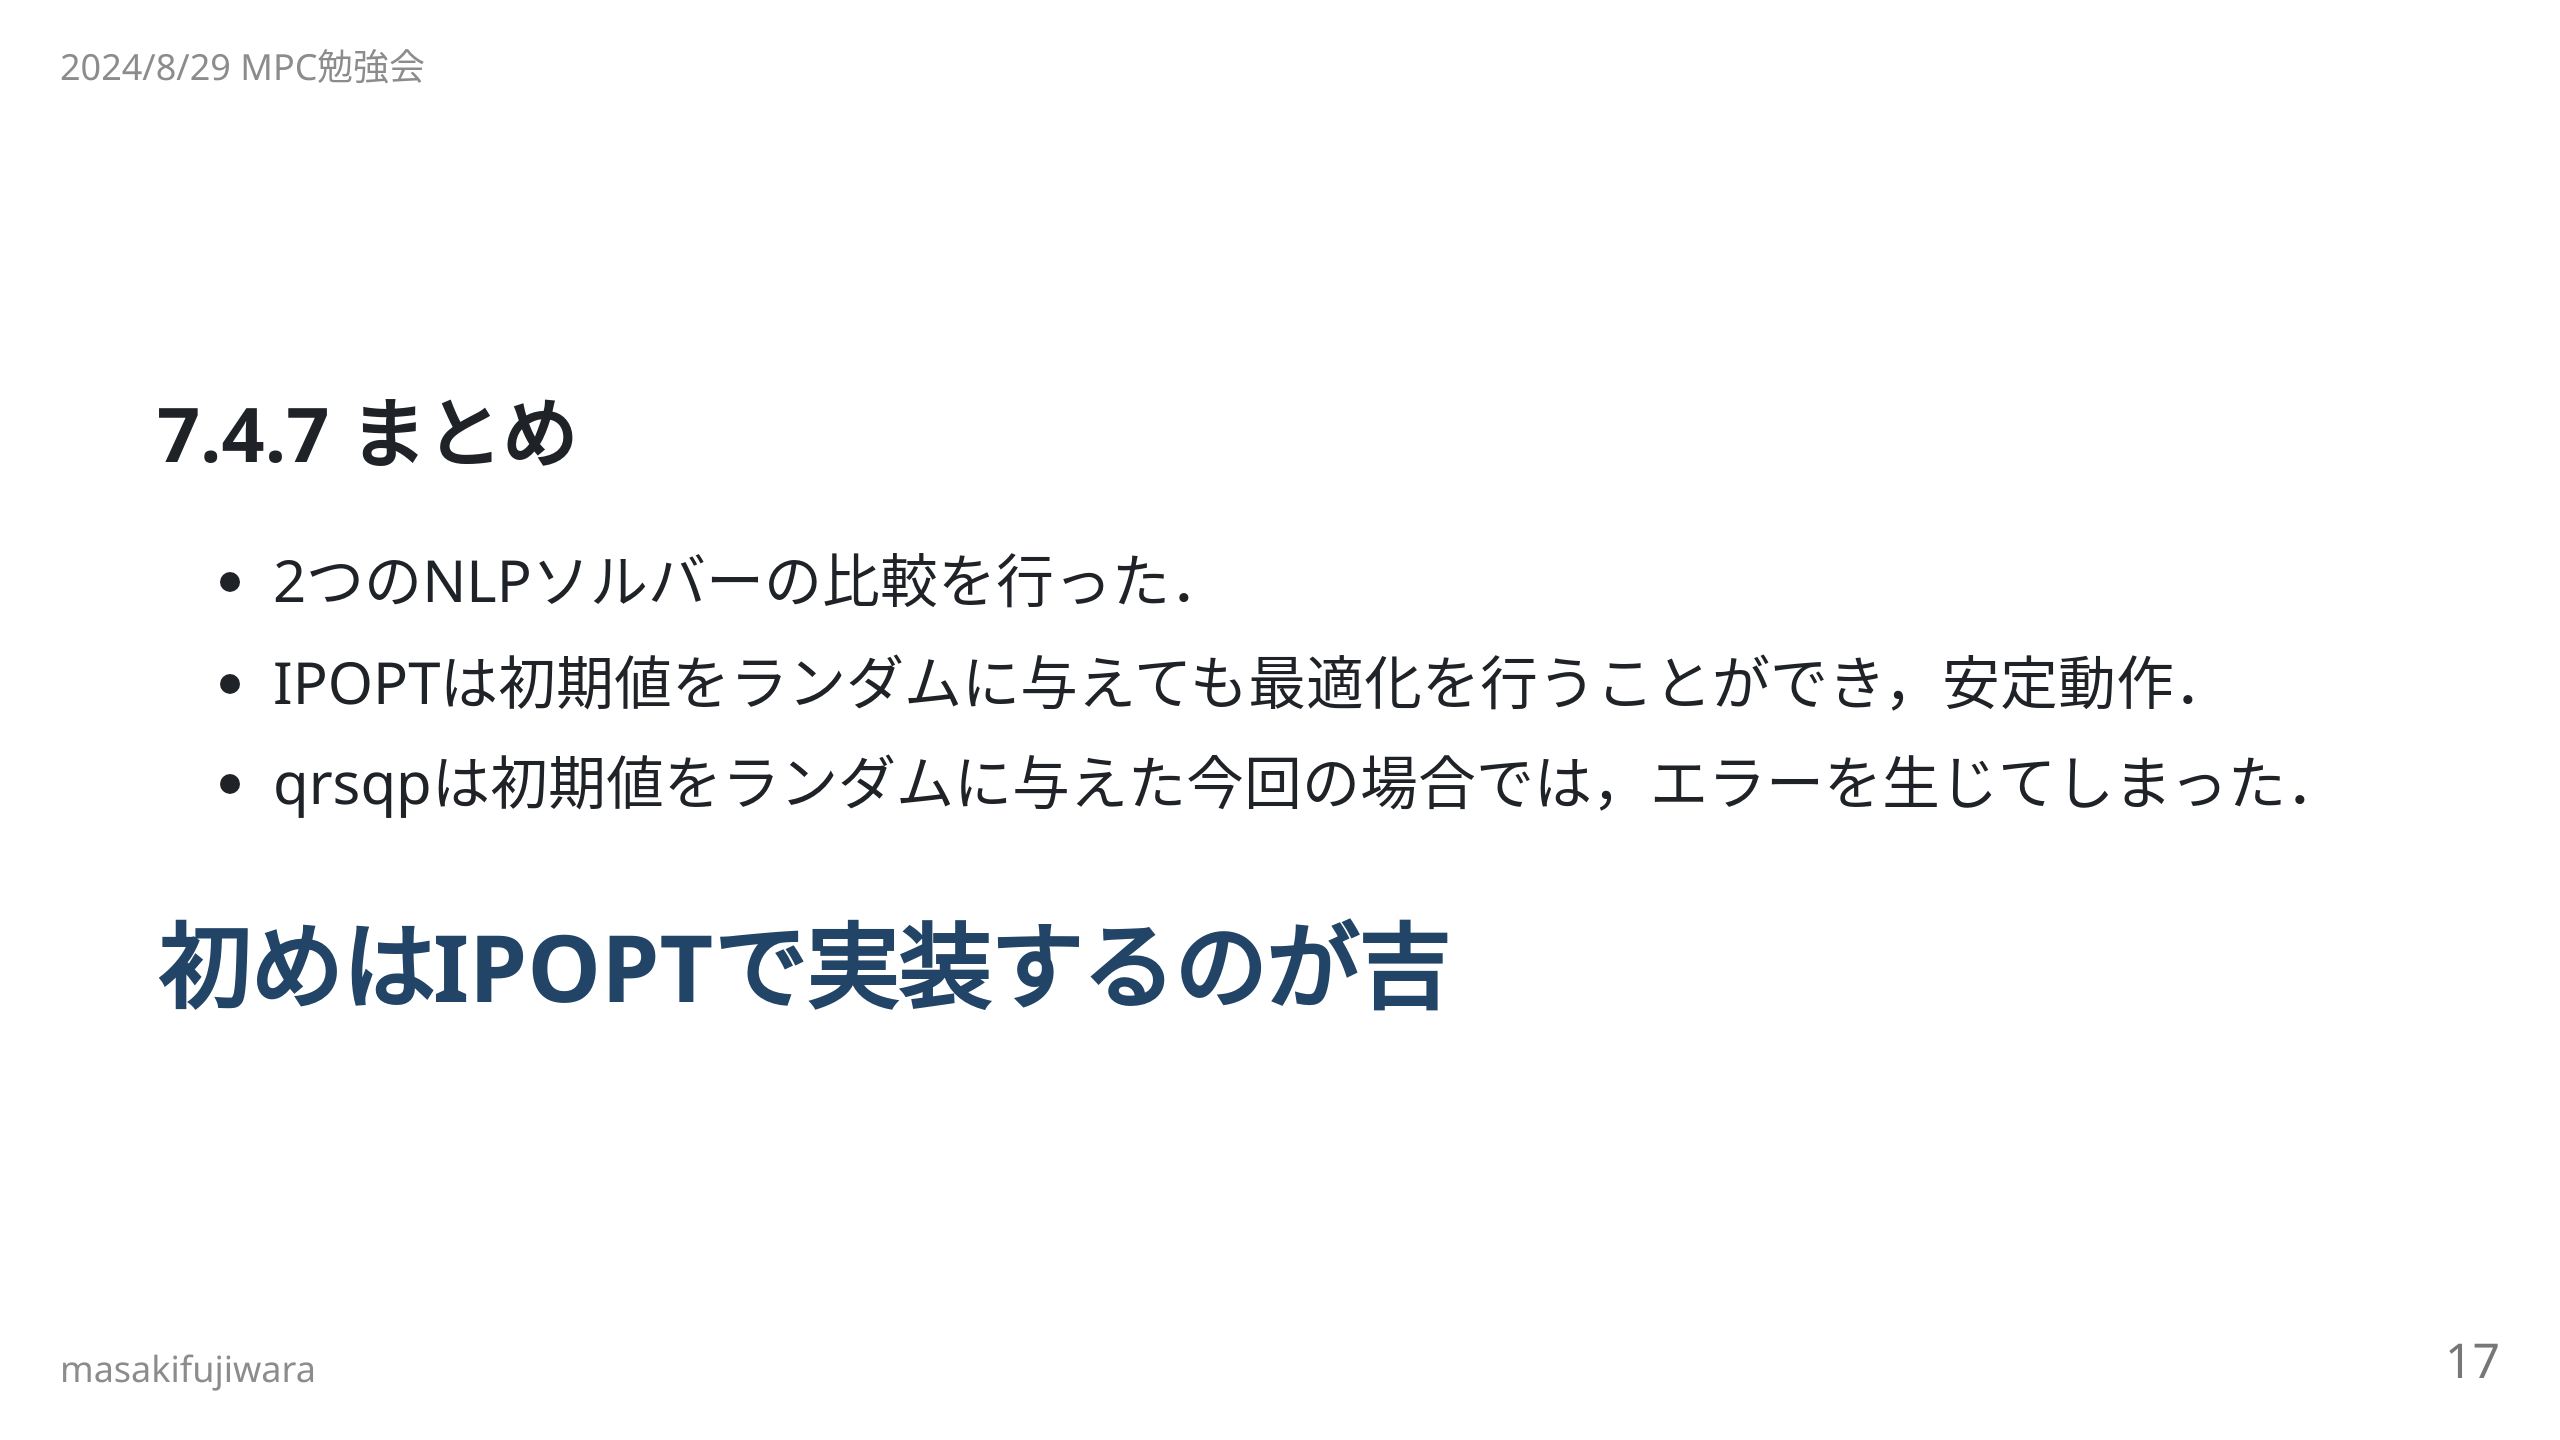 2024/8/29 MPC勉強会
7.4.7 まとめ
• 2つのNLPソルバーの比較を行った．
• IPOPTは初期値をランダムに与えても最適化を行うことができ，安定動作．
• qrsqpは初期値をランダムに与えた今回の場合では，エラーを生じてしまった．
初めはIPOPTで実装するのが吉
masakifujiwara
17